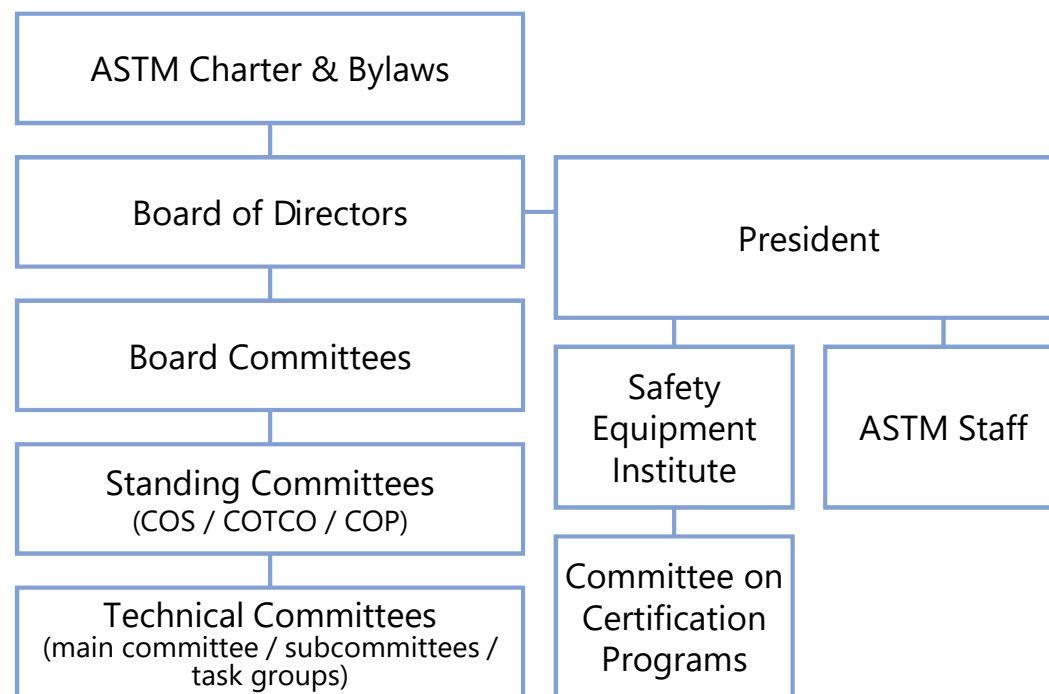 ASTM Charter & Bylaws
Board of Directors
President
Board Committees
Safety
Equipment
Institute
ASTM Staff
Standing Committees
(COS / COTCO / COP)
Technical Committees
(main committee / subcommittees /
task groups)
Committee on
Certification
Programs